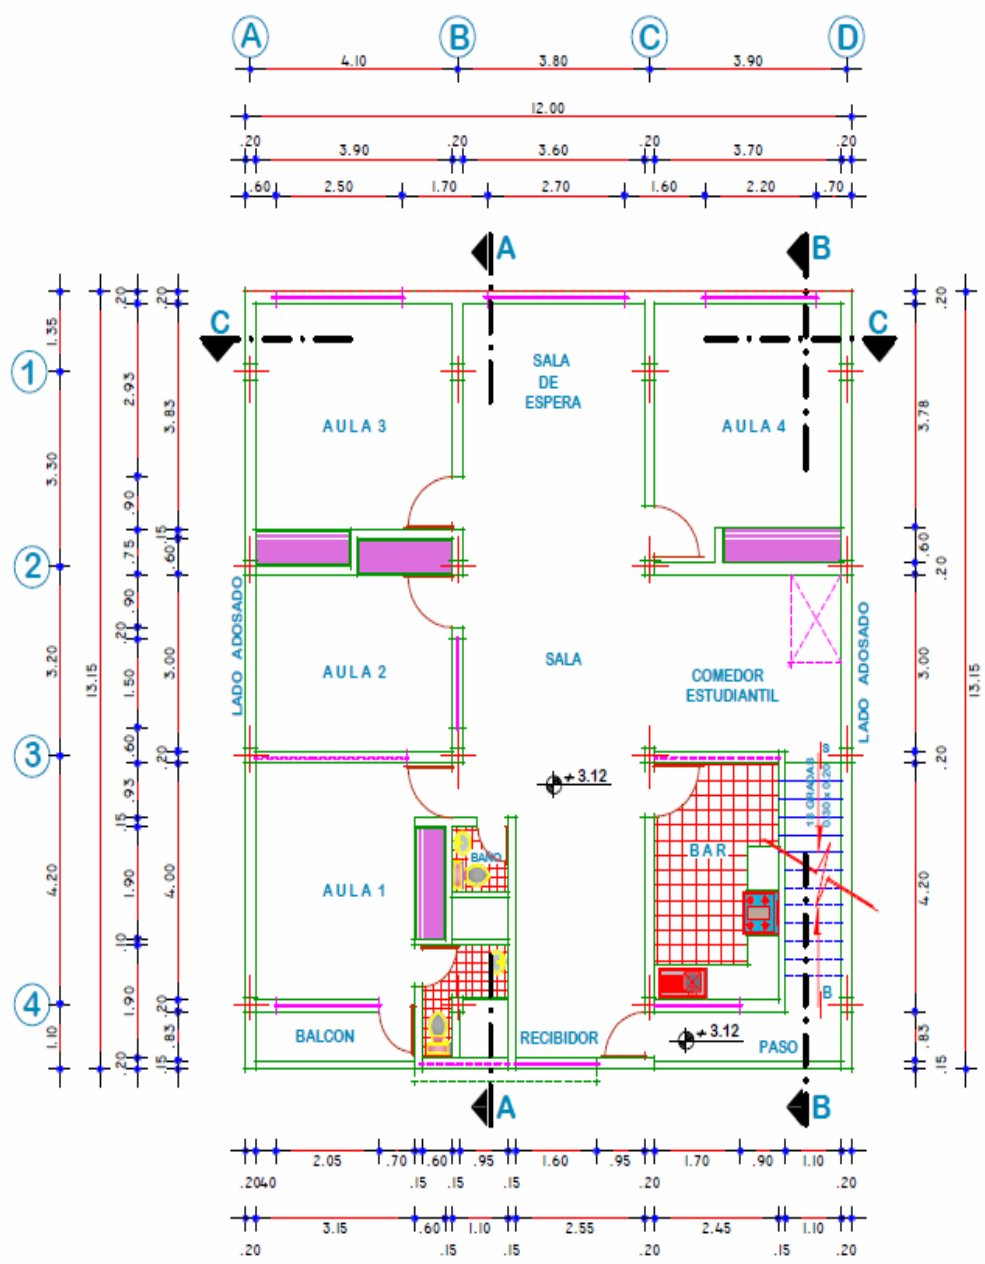 A B C D
4.10 3.80 3.90
12.00
.20 .20 .20 .20
3.90 3.60 3.70
.60 2.50 1.70 2.70 1.60 2.20 .70
A B
C C
1
2
3
4
1.35
3.30
3.20
4.20
1.10
13.15
.20
2.93
.90
.75
.90
.20
1.50
.60
.93
.15
1.90
.10
1.90
.20
.20
3.83
.15
.60
3.00
.20
4.00
.20
.83
.15
SALA
DE
ESPERA
AULA 3
AULA 4
LADO ADOSADO
AULA 2
SALA
COMEDOR
ESTUDIANTIL
LADO ADOSADO
S
18 GRADAS
0.30 x 0.20
+ 3.12
BAR
BAÑO
AULA 1
B
BALCON
RECIBIDOR
+ 3.12
PASO
.20
3.78
.60
.20
3.00
.20
4.20
.83
.15
13.15
A B
2.05 .70 .60 .95 1.60 .95 1.70 .90 1.10
.20 .40 .15 .15 .15 .20 .20
3.15 .60 1.10 2.55 2.45 1.10
.20 .15 .15 .20 .15 .20